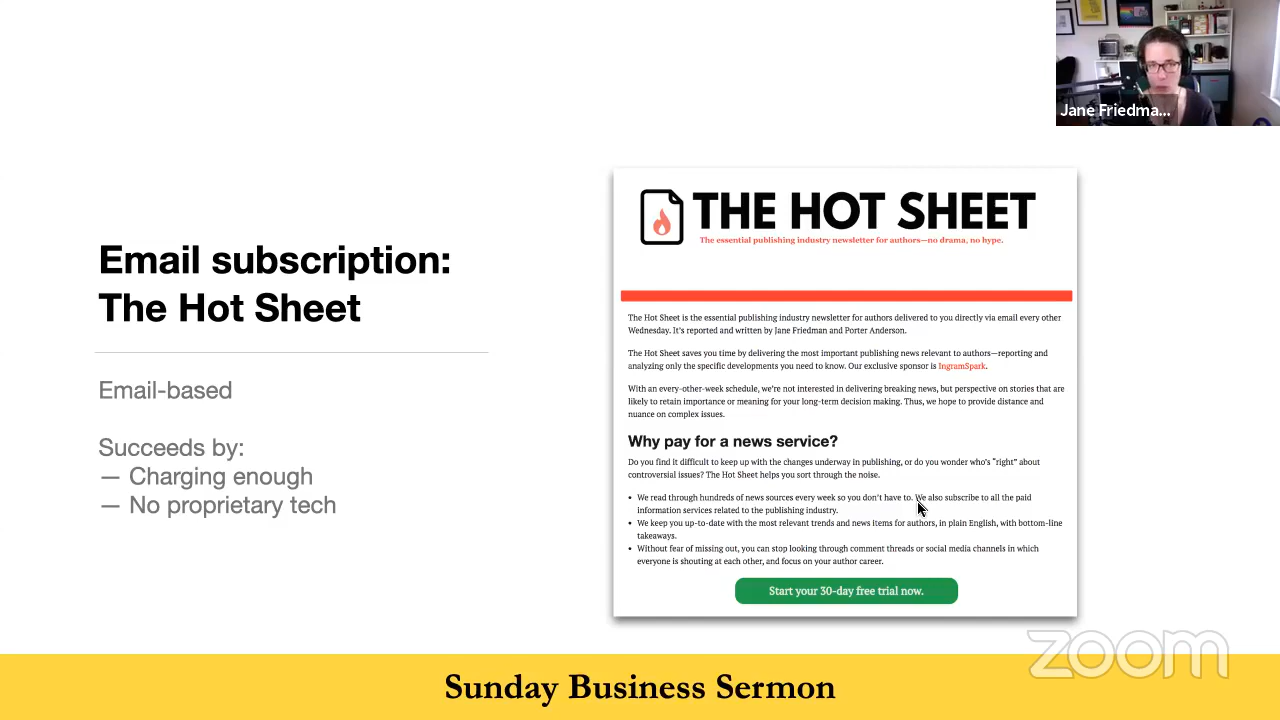 Jane Friedma...
Email subscription:
The Hot Sheet
Email-based
Succeeds by:
— Charging enough
— No proprietary tech
THE HOT SHEET
The essential publishing industry newsletter for authors—no drama, no hype.
The Hot Sheet is the essential publishing industry newsletter for authors delivered to you directly via email every other
Wednesday. It's reported and written by Jane Friedman and Porter Anderson.
The Hot Sheet saves you time by delivering the most important publishing news relevant to authors—reporting and
analyzing only the specific developments you need to know. Our exclusive sponsor is IngramSpark.
With an every-other-week schedule, we're not interested in delivering breaking news, but perspective on stories that are
likely to retain importance or meaning for your long-term decision making. Thus, we hope to provide distance and
nuance on complex issues.
Why pay for a news service?
Do you find it difficult to keep up with the changes underway in publishing, or do you wonder who's "right" about
controversial issues? The Hot Sheet helps you sort through the noise.
• We read through hundreds of news sources every week so you don't have to. We also subscribe to all the paid
information services related to the publishing industry.
• We keep you up-to-date with the most relevant trends and news items for authors, in plain English, with bottom-line
takeaways.
• Without fear of missing out, you can stop looking through comment threads or social media channels in which
everyone is shouting at each other, and focus on your author career.
Start your 30-day free trial now.
zoom
Sunday Business Sermon